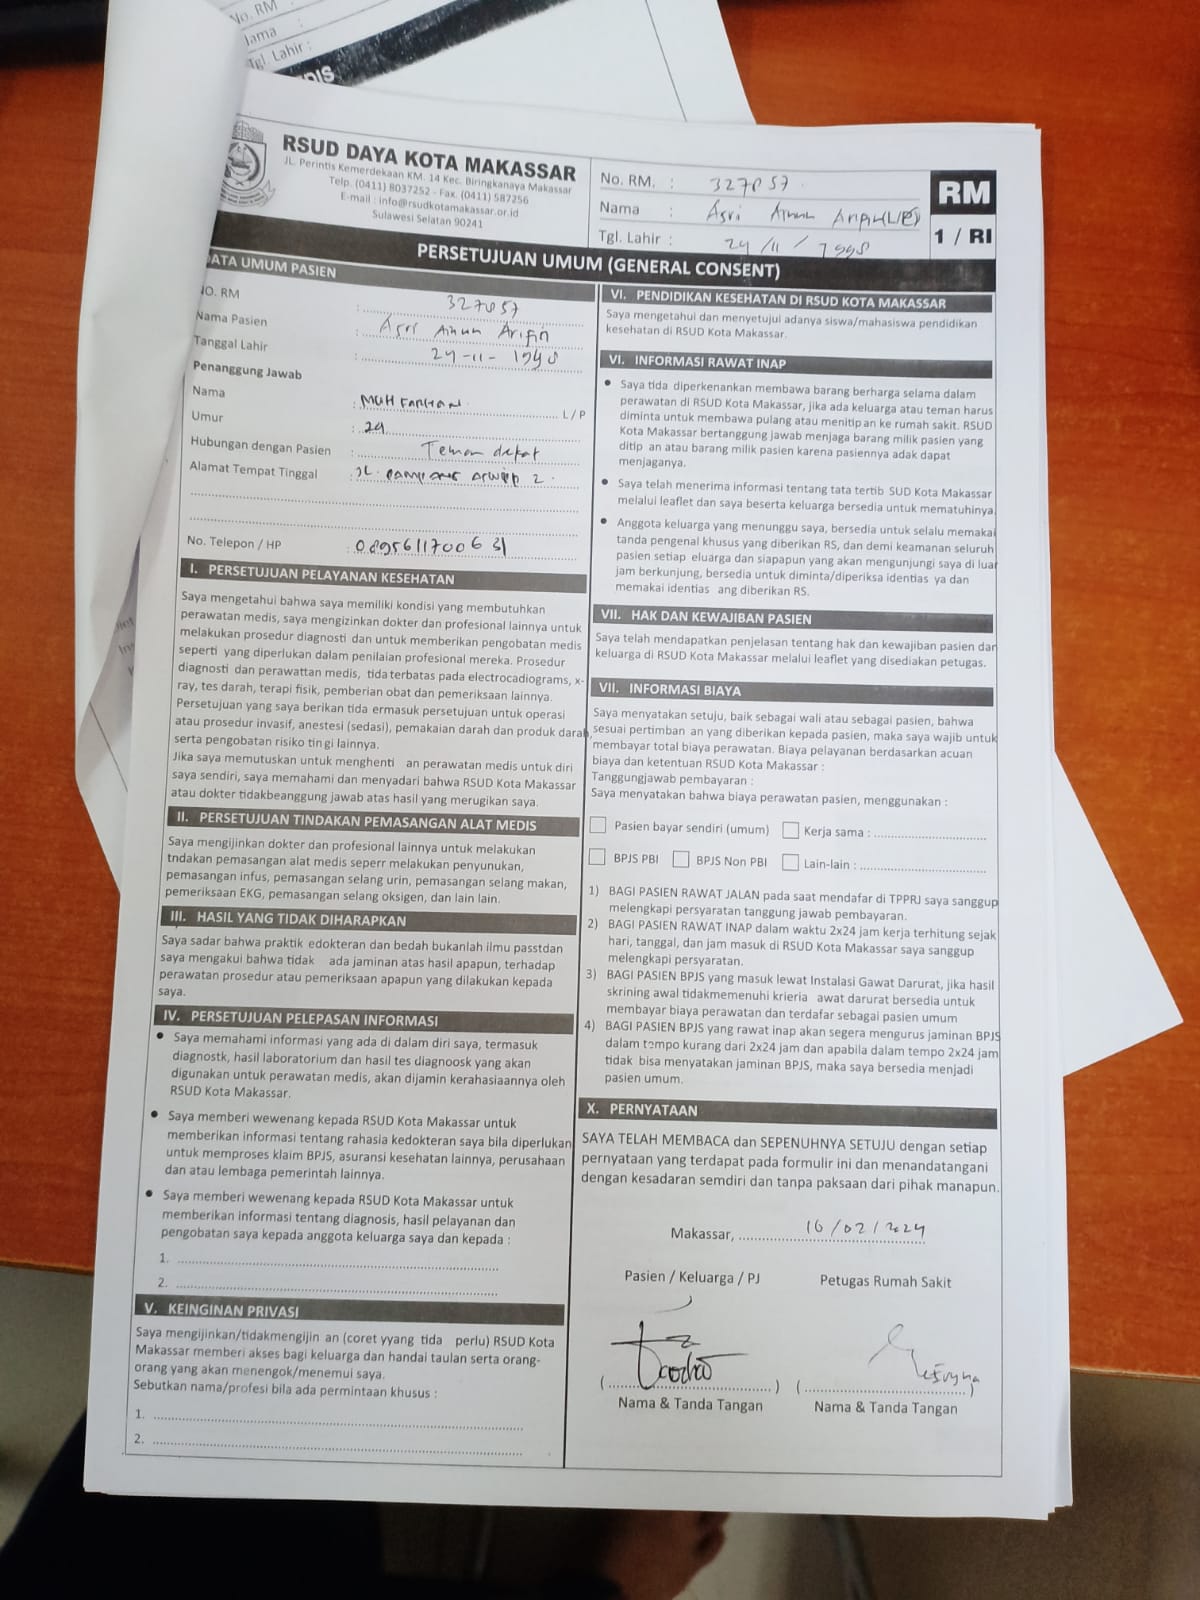 No. RM
Nama :
Tgl. Lahir :
DIS
RSUD DAYA KOTA MAKASSAR
JL. Perintis Kemerdekaan KM. 14 Kec. Biringkanaya Makassar
Telp. (0411) 8037252 - Fax. (0411) 587256
E-mail : info@rsudkotamakassar.or.id
Sulawesi Selatan 90241
No. RM. : 327057
Nama : Asri Ainun Arifin (L/P)
Tgl. Lahir : 24/11/1998
RM
1 / RI
PERSETUJUAN UMUM (GENERAL CONSENT)
DATA UMUM PASIEN
NO. RM : 327057
Nama Pasien : Asri Ainun Arifin
Tanggal Lahir : 24-11-1998
Penanggung Jawab
Nama : MUH Farhan L / P
Umur : 24
Hubungan dengan Pasien : Teman dekat
Alamat Tempat Tinggal : JL. 2
No. Telepon / HP : 089561170063
I. PERSETUJUAN PELAYANAN KESEHATAN
Saya mengetahui bahwa saya memiliki kondisi yang membutuhkan
perawatan medis, saya mengizinkan dokter dan profesional lainnya untuk
melakukan prosedur diagnosti dan untuk memberikan pengobatan medis
seperti yang diperlukan dalam penilaian profesional mereka. Prosedur
diagnosti dan perawattan medis, tida terbatas pada electrocadiograms, x-
ray, tes darah, terapi fisik, pemberian obat dan pemeriksaan lainnya.
Persetujuan yang saya berikan tida ermasuk persetujuan untuk operasi
atau prosedur invasif, anestesi (sedasi), pemakaian darah dan produk darah,
serta pengobatan risiko tin gi lainnya.
Jika saya memutuskan untuk menghenti an perawatan medis untuk diri
saya sendiri, saya memahami dan menyadari bahwa RSUD Kota Makassar
atau dokter tidakbeanggung jawab atas hasil yang merugikan saya.
II. PERSETUJUAN TINDAKAN PEMASANGAN ALAT MEDIS
Saya mengijinkan dokter dan profesional lainnya untuk melakukan
tndakan pemasangan alat medis seperr melakukan penyunukan,
pemasangan infus, pemasangan selang urin, pemasangan selang makan,
pemeriksaan EKG, pemasangan selang oksigen, dan lain lain.
III. HASIL YANG TIDAK DIHARAPKAN
Saya sadar bahwa praktik edokteran dan bedah bukanlah ilmu passtdan
saya mengakui bahwa tidak ada jaminan atas hasil apapun, terhadap
perawatan prosedur atau pemeriksaan apapun yang dilakukan kepada
saya.
IV. PERSETUJUAN PELEPASAN INFORMASI
• Saya memahami informasi yang ada di dalam diri saya, termasuk
diagnostk, hasil laboratorium dan hasil tes diagnoosk yang akan
digunakan untuk perawatan medis, akan dijamin kerahasiaannya oleh
RSUD Kota Makassar.
• Saya memberi wewenang kepada RSUD Kota Makassar untuk
memberikan informasi tentang rahasia kedokteran saya bila diperlukan
untuk memproses klaim BPJS, asuransi kesehatan lainnya, perusahaan
dan atau lembaga pemerintah lainnya.
• Saya memberi wewenang kepada RSUD Kota Makassar untuk
memberikan informasi tentang diagnosis, hasil pelayanan dan
pengobatan saya kepada anggota keluarga saya dan kepada :
1.
2.
V. KEINGINAN PRIVASI
Saya mengijinkan/tidakmengijin an (coret yyang tida perlu) RSUD Kota
Makassar memberi akses bagi keluarga dan handai taulan serta orang-
orang yang akan menengok/menemui saya.
Sebutkan nama/profesi bila ada permintaan khusus :
1.
2.
VI. PENDIDIKAN KESEHATAN DI RSUD KOTA MAKASSAR
Saya mengetahui dan menyetujui adanya siswa/mahasiswa pendidikan
kesehatan di RSUD Kota Makassar.
VI. INFORMASI RAWAT INAP
• Saya tida diperkenankan membawa barang berharga selama dalam
perawatan di RSUD Kota Makassar, jika ada keluarga atau teman harus
diminta untuk membawa pulang atau menitip an ke rumah sakit. RSUD
Kota Makassar bertanggung jawab menjaga barang milik pasien yang
ditip an atau barang milik pasien karena pasiennya adak dapat
menjaganya.
• Saya telah menerima informasi tentang tata tertib SUD Kota Makassar
melalui leaflet dan saya beserta keluarga bersedia untuk mematuhinya.
• Anggota keluarga yang menunggu saya, bersedia untuk selalu memakai
tanda pengenal khusus yang diberikan RS, dan demi keamanan seluruh
pasien setiap eluarga dan siapapun yang akan mengunjungi saya di luar
jam berkunjung, bersedia untuk diminta/diperiksa identias ya dan
memakai identias ang diberikan RS.
VII. HAK DAN KEWAJIBAN PASIEN
Saya telah mendapatkan penjelasan tentang hak dan kewajiban pasien dan
keluarga di RSUD Kota Makassar melalui leaflet yang disediakan petugas.
VII. INFORMASI BIAYA
Saya menyatakan setuju, baik sebagai wali atau sebagai pasien, bahwa
sesuai pertimban an yang diberikan kepada pasien, maka saya wajib untuk
membayar total biaya perawatan. Biaya pelayanan berdasarkan acuan
biaya dan ketentuan RSUD Kota Makassar :
Tanggungjawab pembayaran :
Saya menyatakan bahwa biaya perawatan pasien, menggunakan :
Pasien bayar sendiri (umum) Kerja sama :
BPJS PBI BPJS Non PBI Lain-lain :
1) BAGI PASIEN RAWAT JALAN pada saat mendafar di TPPRJ saya sanggup
melengkapi persyaratan tanggung jawab pembayaran.
2) BAGI PASIEN RAWAT INAP dalam waktu 2x24 jam kerja terhitung sejak
hari, tanggal, dan jam masuk di RSUD Kota Makassar saya sanggup
melengkapi persyaratan.
3) BAGI PASIEN BPJS yang masuk lewat Instalasi Gawat Darurat, jika hasil
skrining awal tidakmemenuhi krieria awat darurat bersedia untuk
membayar biaya perawatan dan terdafar sebagai pasien umum
4) BAGI PASIEN BPJS yang rawat inap akan segera mengurus jaminan BPJS
dalam tempo kurang dari 2x24 jam dan apabila dalam tempo 2x24 jam
tidak bisa menyatakan jaminan BPJS, maka saya bersedia menjadi
pasien umum.
X. PERNYATAAN
SAYA TELAH MEMBACA dan SEPENUHNYA SETUJU dengan setiap
pernyataan yang terdapat pada formulir ini dan menandatangani
dengan kesadaran semdiri dan tanpa paksaan dari pihak manapun.
Makassar, 16/02/2024
Pasien / Keluarga / PJ Petugas Rumah Sakit
Nama & Tanda Tangan Nama & Tanda Tangan